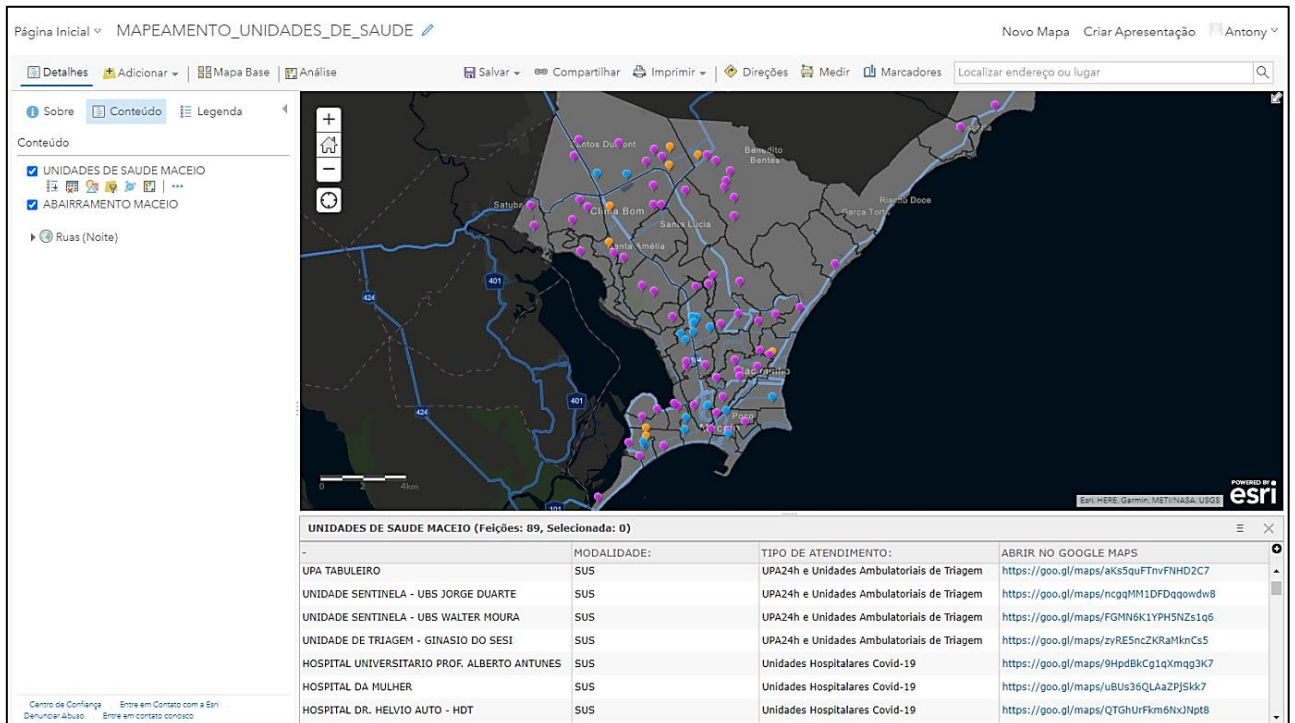 Página Inicial MAPEAMENTO_UNIDADES_DE_SAUDE Novo Mapa Criar Apresentação Antony
Detalhes Adicionar Mapa Base Análise Salvar Compartilhar Imprimir Direções Medir Marcadores Localizar endereço ou lugar
Sobre Conteúdo Legenda
Conteúdo
UNIDADES DE SAUDE MACEIO
ABAIRRAMENTO MACEIO
Ruas (Noite)
Benedito
Bentes
Satuba
Clima Bom
Santa Lúcia
Riacho Doce
Garça Torta
Santa Amélia
401
424
401
424
Poço
101
0 2 4km
Esri, HERE, Garmin, METI/NASA, USGS
POWERED BY
esri
UNIDADES DE SAUDE MACEIO (Feições: 89, Selecionada: 0)
- MODALIDADE: TIPO DE ATENDIMENTO: ABRIR NO GOOGLE MAPS
UPA TABULEIRO SUS UPA24h e Unidades Ambulatoriais de Triagem https://goo.gl/maps/aKs5quFTnvFNHD2C7
UNIDADE SENTINELA - UBS JORGE DUARTE SUS UPA24h e Unidades Ambulatoriais de Triagem https://goo.gl/maps/ncgqMM1DFDqqowdw8
UNIDADE SENTINELA - UBS WALTER MOURA SUS UPA24h e Unidades Ambulatoriais de Triagem https://goo.gl/maps/FGMN6K1YPH5NZs1q6
UNIDADE DE TRIAGEM - GINASIO DO SESI SUS UPA24h e Unidades Ambulatoriais de Triagem https://goo.gl/maps/zyRE5ncZKRaMknCs5
HOSPITAL UNIVERSITARIO PROF. ALBERTO ANTUNES SUS Unidades Hospitalares Covid-19 https://goo.gl/maps/9HpdBkCg1qXmqg3K7
HOSPITAL DA MULHER SUS Unidades Hospitalares Covid-19 https://goo.gl/maps/uBUs36QLAaZPjSkk7
HOSPITAL DR. HELVIO AUTO - HDT SUS Unidades Hospitalares Covid-19 https://goo.gl/maps/QTGhUrFkm6NxJNpt8
Centro de Confiança Entre em Contato com a Esri
Denunciar Abuso Entre em contato conosco